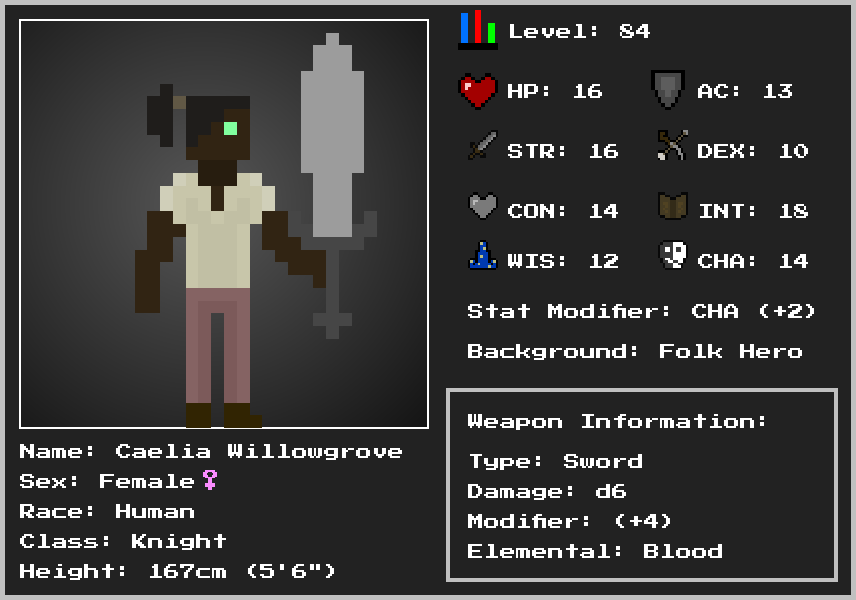 Level: 84
HP: 16 AC: 13
STR: 16 DEX: 10
CON: 14 INT: 18
WIS: 12 CHA: 14
Stat Modifier: CHA (+2)
Background: Folk Hero
Weapon Information:
Type: Sword
Damage: d6
Modifier: (+4)
Elemental: Blood
Name: Caelia Willowgrove
Sex: Female♀
Race: Human
Class: Knight
Height: 167cm (5'6")